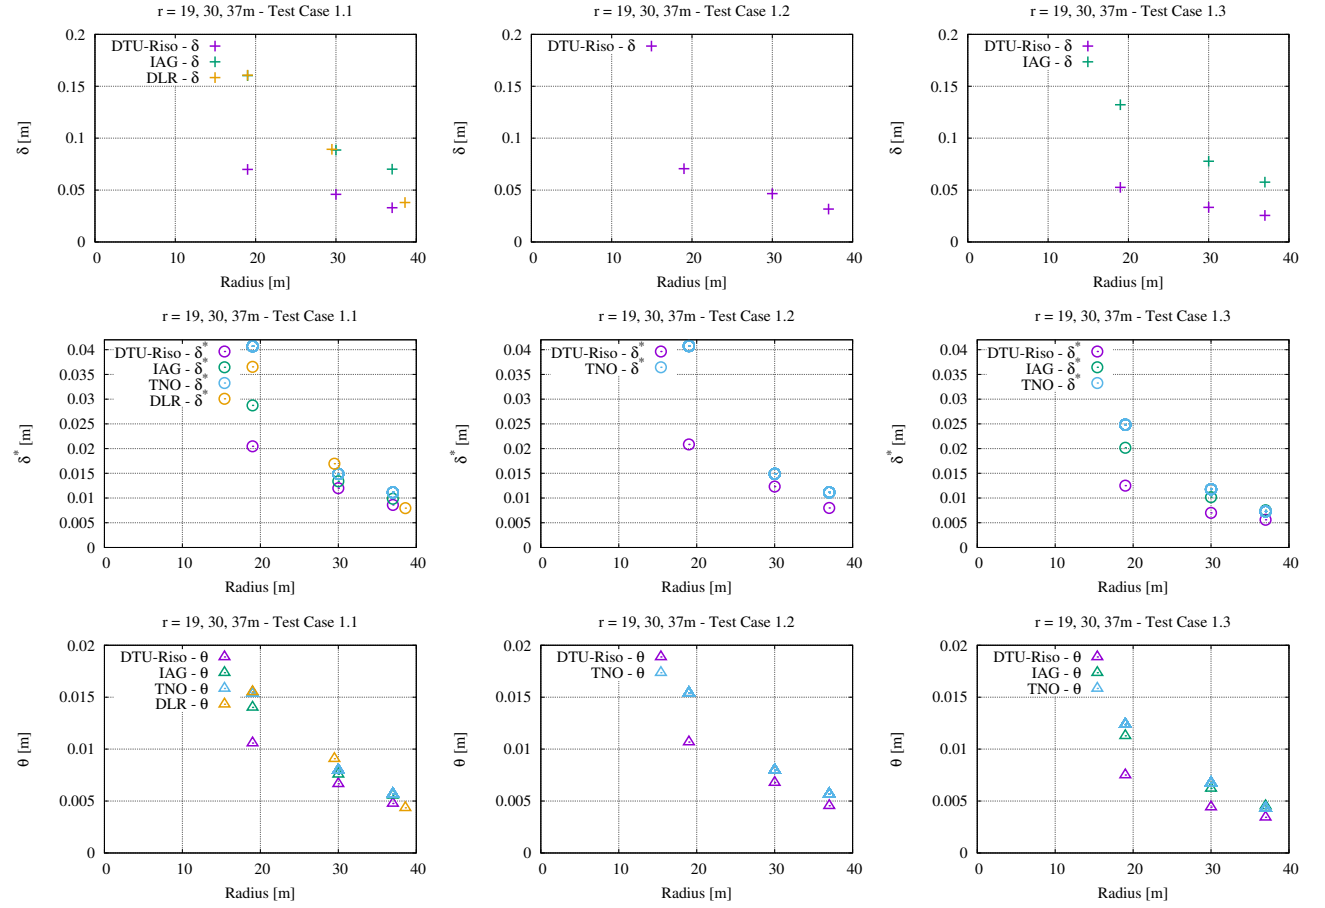 r = 19, 30, 37m - Test Case 1.1
δ [m]
0.2
0.15
0.1
0.05
0
DTU-Riso - δ
IAG - δ
DLR - δ
0 10 20 30 40
Radius [m]
r = 19, 30, 37m - Test Case 1.2
δ [m]
0.2
0.15
0.1
0.05
0
DTU-Riso - δ
0 10 20 30 40
Radius [m]
r = 19, 30, 37m - Test Case 1.3
δ [m]
0.2
0.15
0.1
0.05
0
DTU-Riso - δ
IAG - δ
0 10 20 30 40
Radius [m]
r = 19, 30, 37m - Test Case 1.1
δ* [m]
0.04
0.035
0.03
0.025
0.02
0.015
0.01
0.005
0
DTU-Riso - δ*
IAG - δ*
TNO - δ*
DLR - δ*
0 10 20 30 40
Radius [m]
r = 19, 30, 37m - Test Case 1.2
δ* [m]
0.04
0.035
0.03
0.025
0.02
0.015
0.01
0.005
0
DTU-Riso - δ*
TNO - δ*
0 10 20 30 40
Radius [m]
r = 19, 30, 37m - Test Case 1.3
δ* [m]
0.04
0.035
0.03
0.025
0.02
0.015
0.01
0.005
0
DTU-Riso - δ*
IAG - δ*
TNO - δ*
0 10 20 30 40
Radius [m]
r = 19, 30, 37m - Test Case 1.1
θ [m]
0.02
0.015
0.01
0.005
0
DTU-Riso - θ
IAG - θ
TNO - θ
DLR - θ
0 10 20 30 40
Radius [m]
r = 19, 30, 37m - Test Case 1.2
θ [m]
0.02
0.015
0.01
0.005
0
DTU-Riso - θ
TNO - θ
0 10 20 30 40
Radius [m]
r = 19, 30, 37m - Test Case 1.3
θ [m]
0.02
0.015
0.01
0.005
0
DTU-Riso - θ
IAG - θ
TNO - θ
0 10 20 30 40
Radius [m]